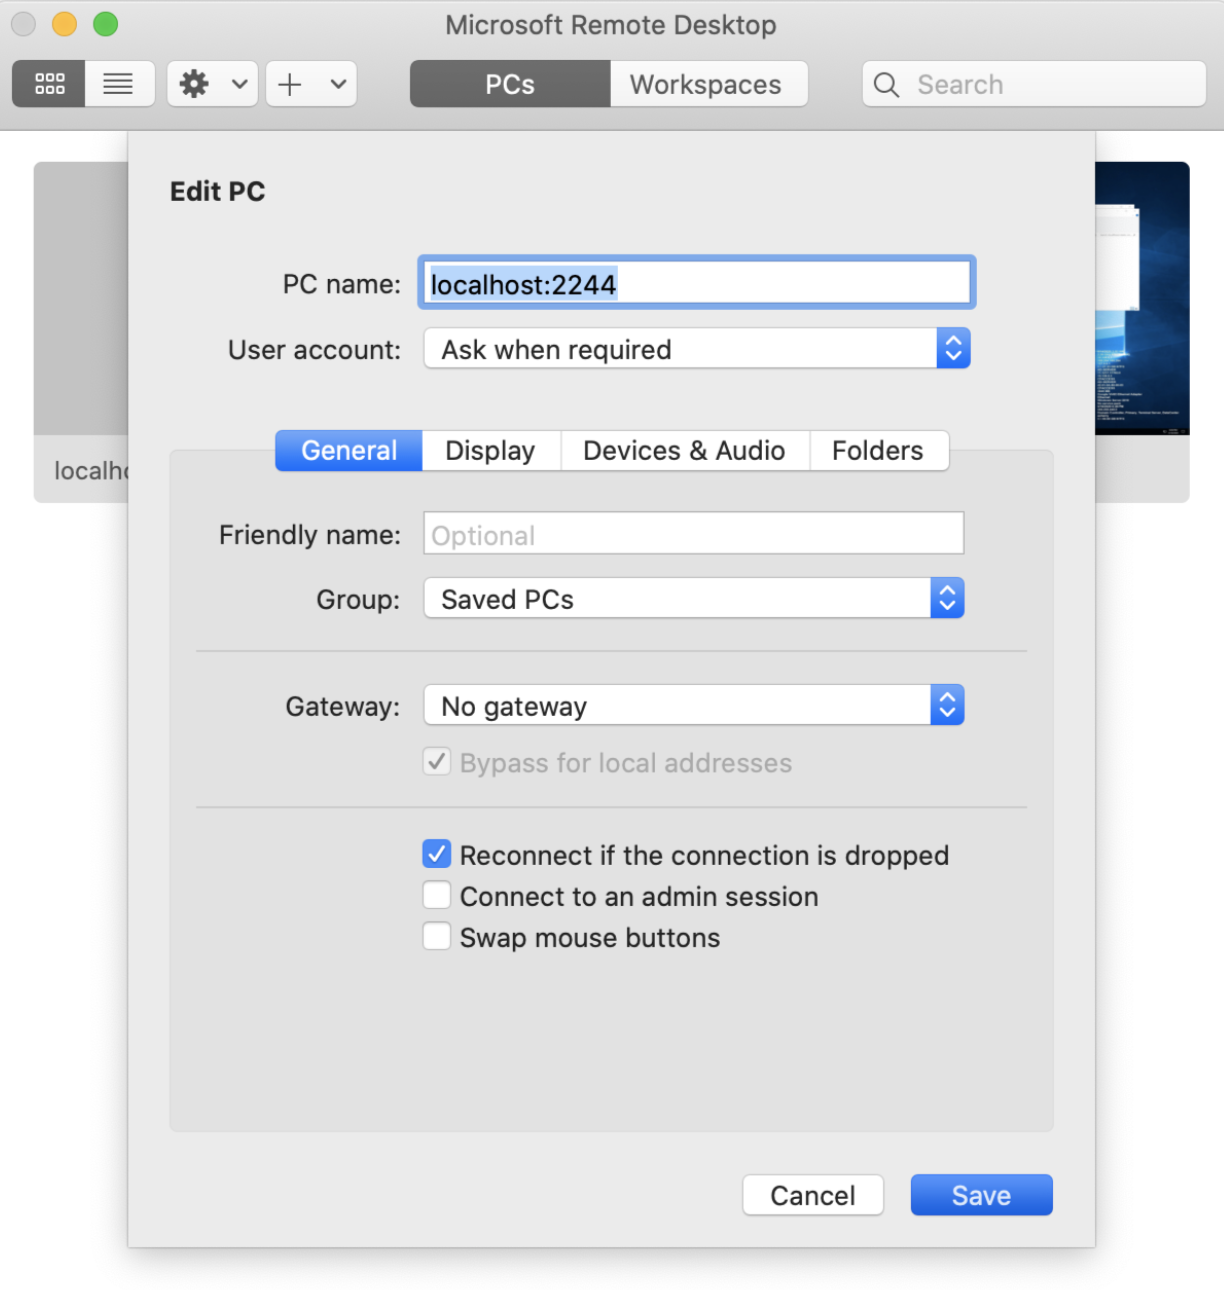 Microsoft Remote Desktop
PCs
Workspaces
Search
Edit PC
PC name:
localhost:2244
User account:
Ask when required
General
Display
Devices & Audio
Folders
localho
Friendly name:
Optional
Group:
Saved PCs
Gateway:
No gateway
Bypass for local addresses
Reconnect if the connection is dropped
Connect to an admin session
Swap mouse buttons
Cancel
Save